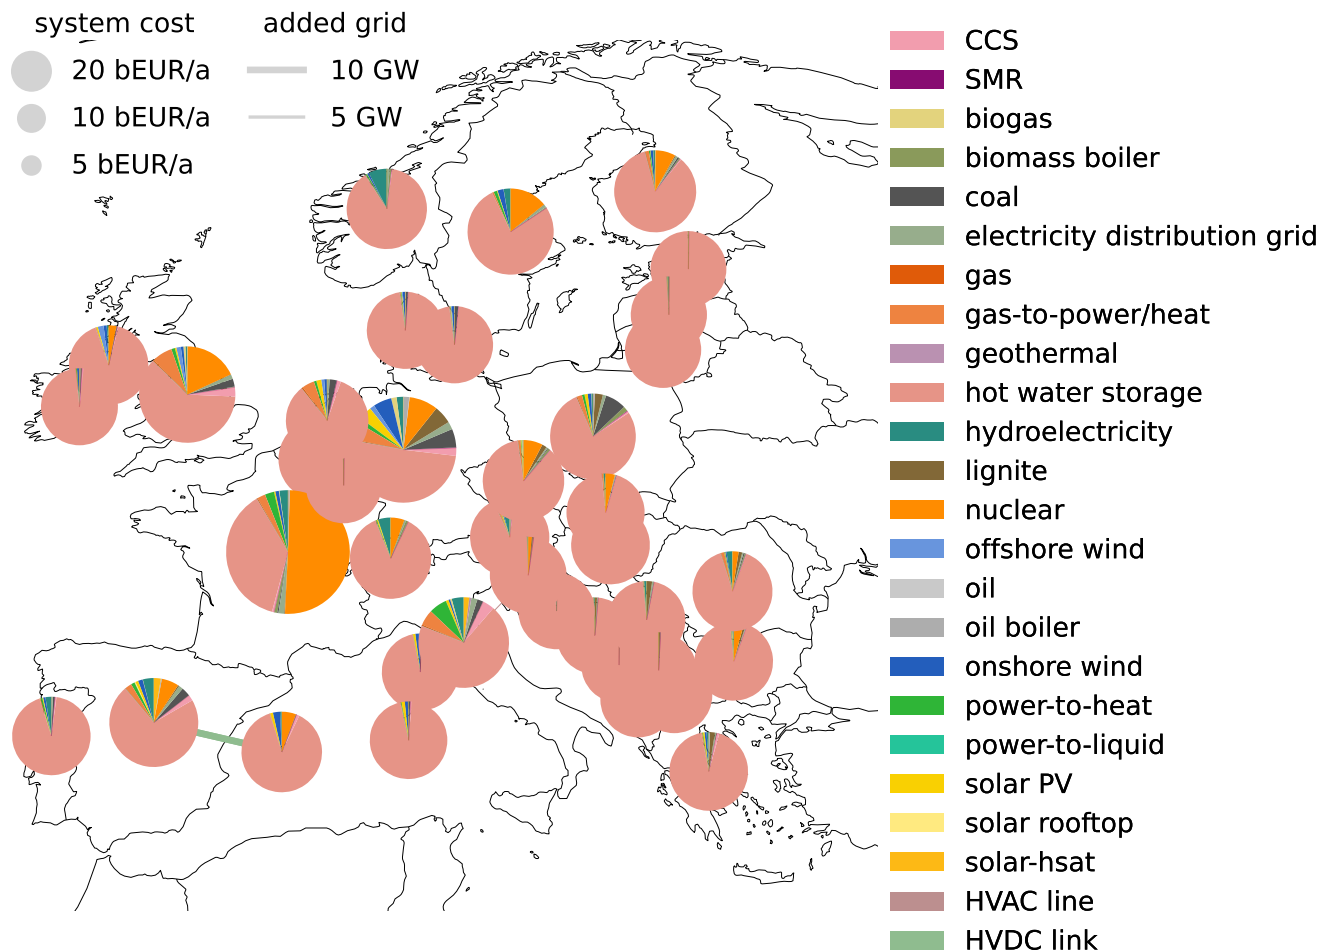 system cost
added grid
20 bEUR/a
10 GW
10 bEUR/a
5 GW
5 bEUR/a
CCS
SMR
biogas
biomass boiler
coal
electricity distribution grid
gas
gas-to-power/heat
geothermal
hot water storage
hydroelectricity
lignite
nuclear
offshore wind
oil
oil boiler
onshore wind
power-to-heat
power-to-liquid
solar PV
solar rooftop
solar-hsat
HVAC line
HVDC link